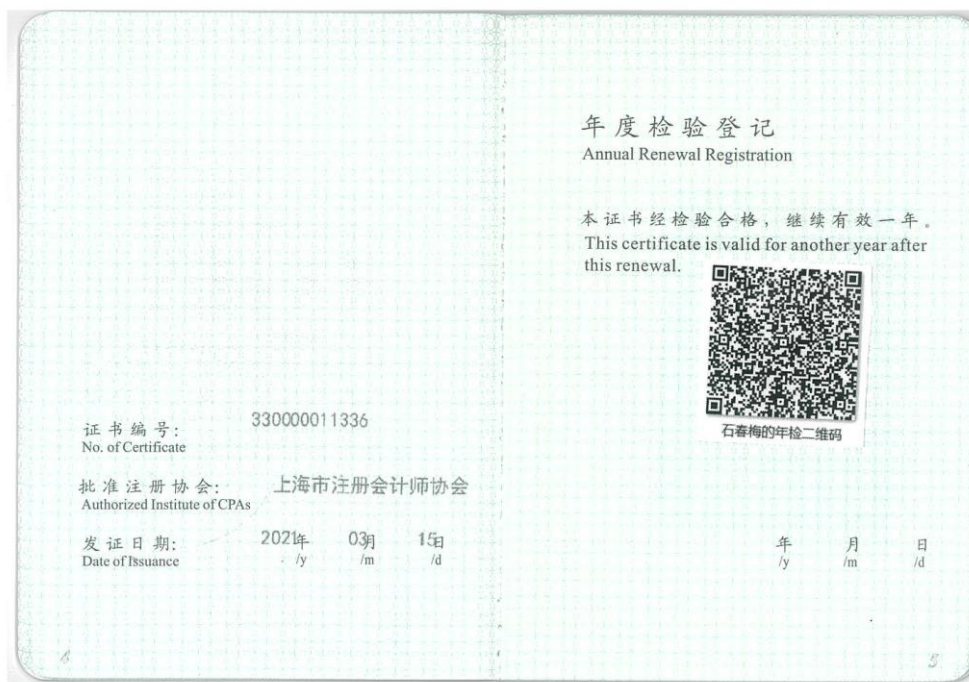 证书编号: 330000011336
No. of Certificate
批准注册协会: 上海市注册会计师协会
Authorized Institute of CPAs
发证日期: 2021年 03月 15日
Date of Issuance /y /m /d
4
年度检验登记
Annual Renewal Registration
本证书经检验合格，继续有效一年。
This certificate is valid for another year after
this renewal.
石春梅的年检二维码
年 月 日
/y /m /d
5